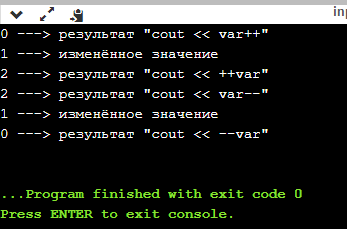 inp
0 ---> результат "cout << var++"
1 ---> изменённое значение
2 ---> результат "cout << ++var"
2 ---> результат "cout << var--"
1 ---> изменённое значение
0 ---> результат "cout << --var"
...Program finished with exit code 0
Press ENTER to exit console.